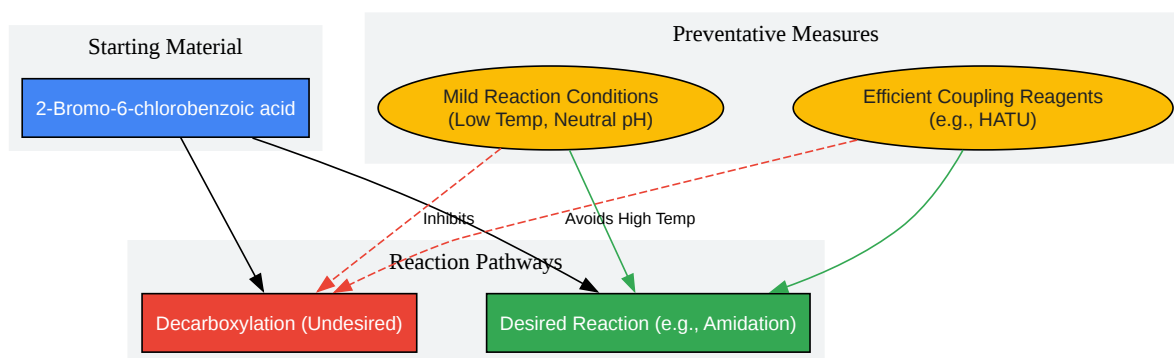 Starting Material
Preventative Measures
2-Bromo-6-chlorobenzoic acid
Mild Reaction Conditions
(Low Temp, Neutral pH)
Efficient Coupling Reagents
(e.g., HATU)
Inhibits
Avoids High Temp
Reaction Pathways
Decarboxylation (Undesired)
Desired Reaction (e.g., Amidation)